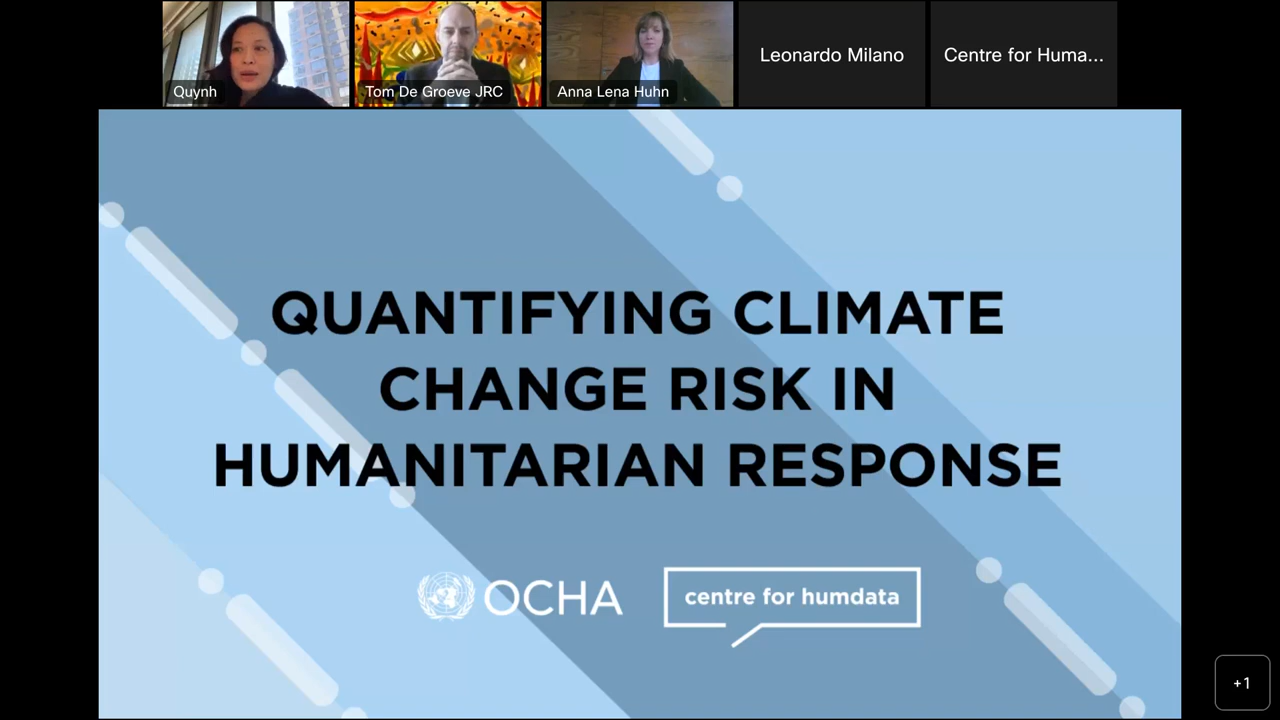 Quynh
Tom De Groeve JRC
Anna Lena Huhn
Leonardo Milano
Centre for Huma...
QUANTIFYING CLIMATE
CHANGE RISK IN
HUMANITARIAN RESPONSE
OCHA
centre for humdata
+1